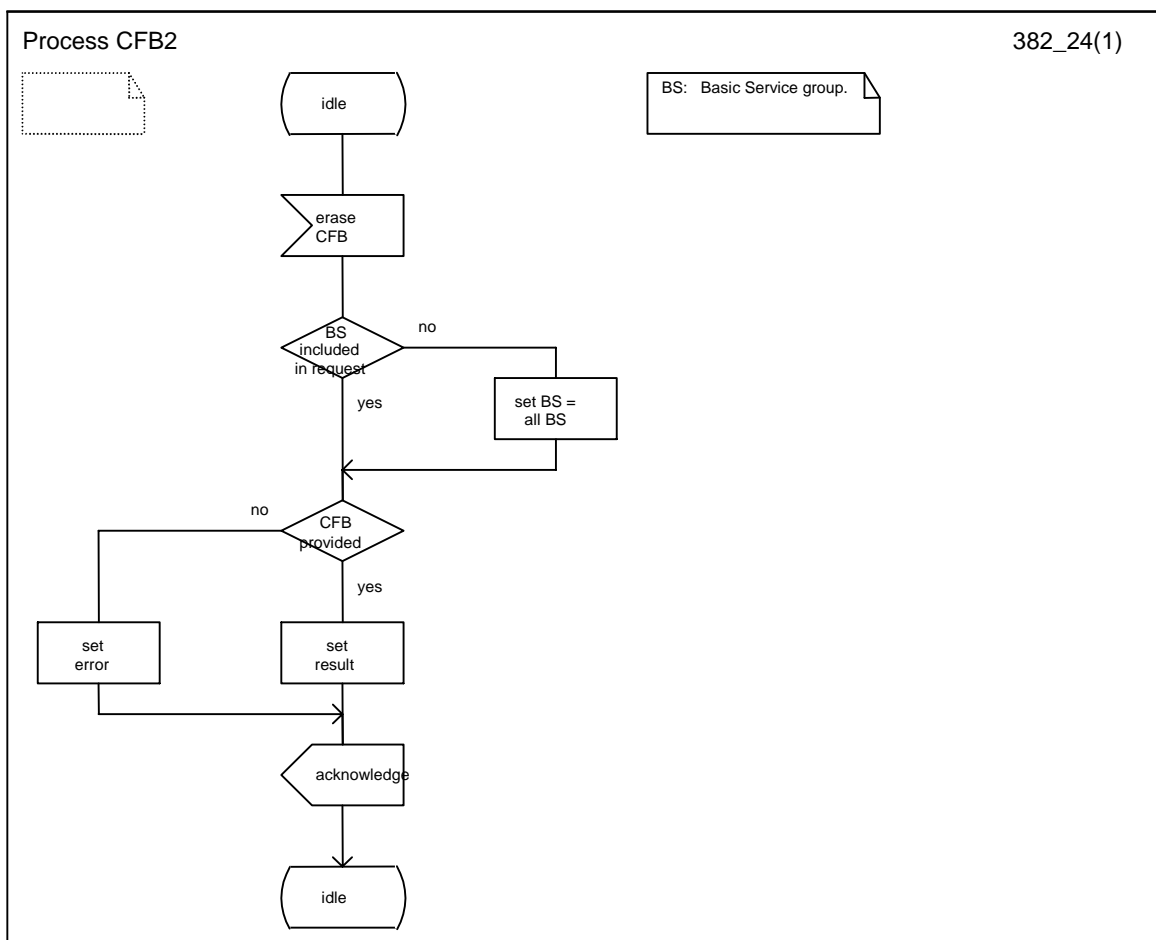 Process CFB2
382_24(1)
idle
BS: Basic Service group.
erase
CFB
BS
included
in request
no
yes
set BS =
all BS
no
CFB
provided
yes
set
error
set
result
acknowledge
idle